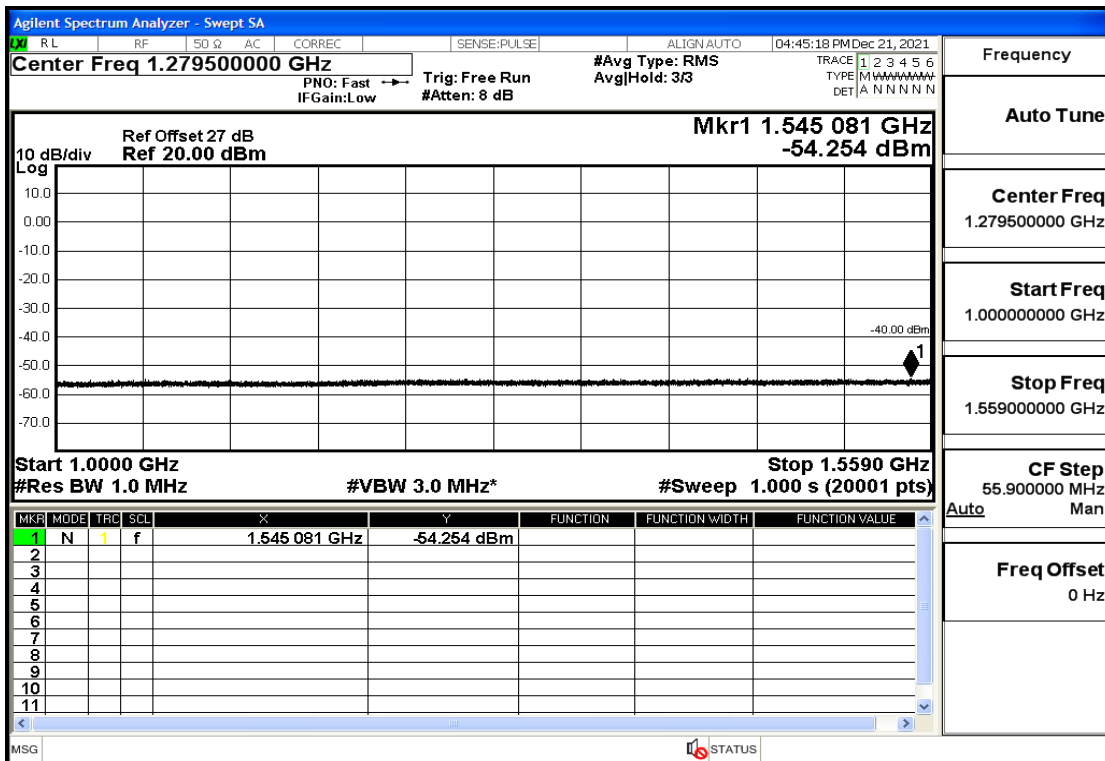 Agilent Spectrum Analyzer - Swept SA
LXI RL RF 50 Ω AC CORREC SENSE:PULSE ALIGN AUTO 04:45:18 PM Dec 21, 2021
Center Freq 1.279500000 GHz
PNO: Fast
IFGain:Low
Trig: Free Run
#Atten: 8 dB
#Avg Type: RMS
Avg|Hold: 3/3
TRACE 1 2 3 4 5 6
TYPE M WWWWW
DET A N N N N N
Ref Offset 27 dB
10 dB/div Ref 20.00 dBm
Log
Mkr1 1.545 081 GHz
-54.254 dBm
10.0
0.00
-10.0
-20.0
-30.0
-40.0
-50.0
-60.0
-70.0
-40.00 dBm
1
Start 1.0000 GHz Stop 1.5590 GHz
#Res BW 1.0 MHz #VBW 3.0 MHz* #Sweep 1.000 s (20001 pts)
MKR MODE TRC SCL X Y FUNCTION FUNCTION WIDTH FUNCTION VALUE
1 N 1 f 1.545 081 GHz -54.254 dBm
2
3
4
5
6
7
8
9
10
11
MSG STATUS
Frequency
Auto Tune
Center Freq
1.279500000 GHz
Start Freq
1.000000000 GHz
Stop Freq
1.559000000 GHz
CF Step
55.900000 MHz
Auto Man
Freq Offset
0 Hz